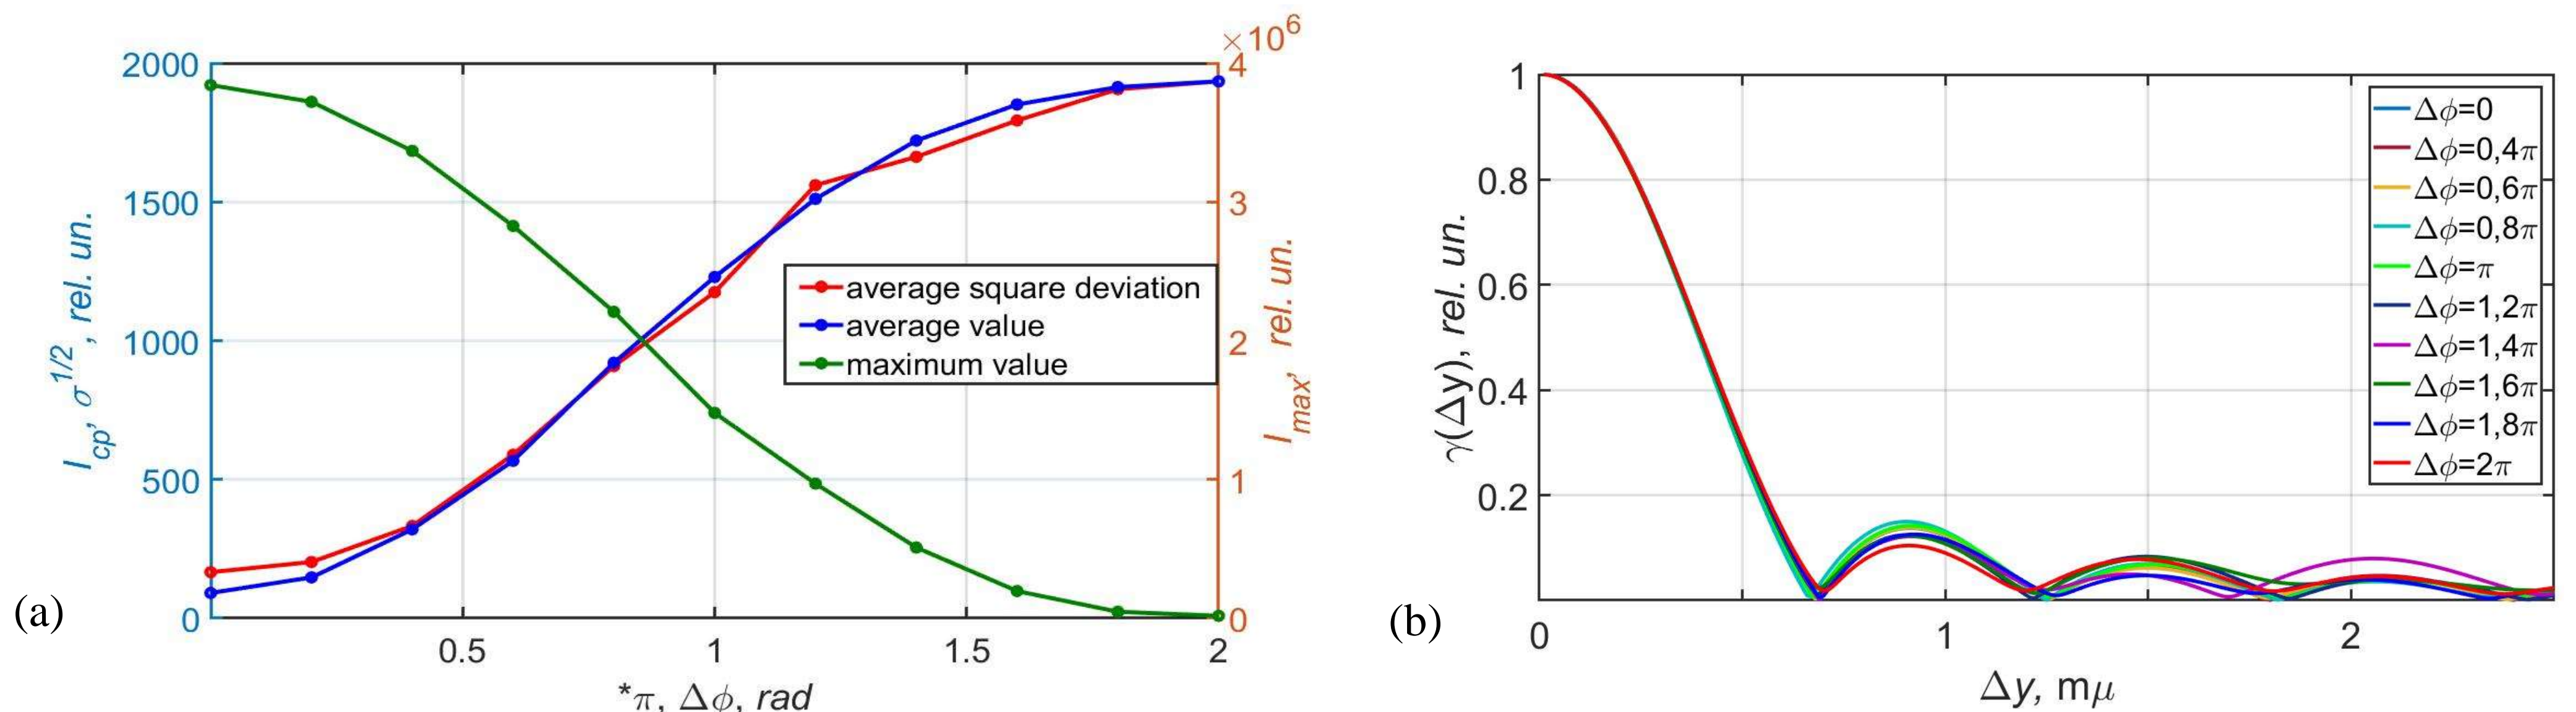 ×10⁶
2000
1500
1000
500
0
I_cp, σ^1/2, rel. un.
4
3
2
1
0
I_max, rel. un.
average square deviation
average value
maximum value
0.5
1
1.5
2
*π, Δϕ, rad
(a)
1
0.8
0.6
0.4
0.2
γ(Δy), rel. un.
Δϕ=0
Δϕ=0,4π
Δϕ=0,6π
Δϕ=0,8π
Δϕ=π
Δϕ=1,2π
Δϕ=1,4π
Δϕ=1,6π
Δϕ=1,8π
Δϕ=2π
0
1
2
Δy, mμ
(b)